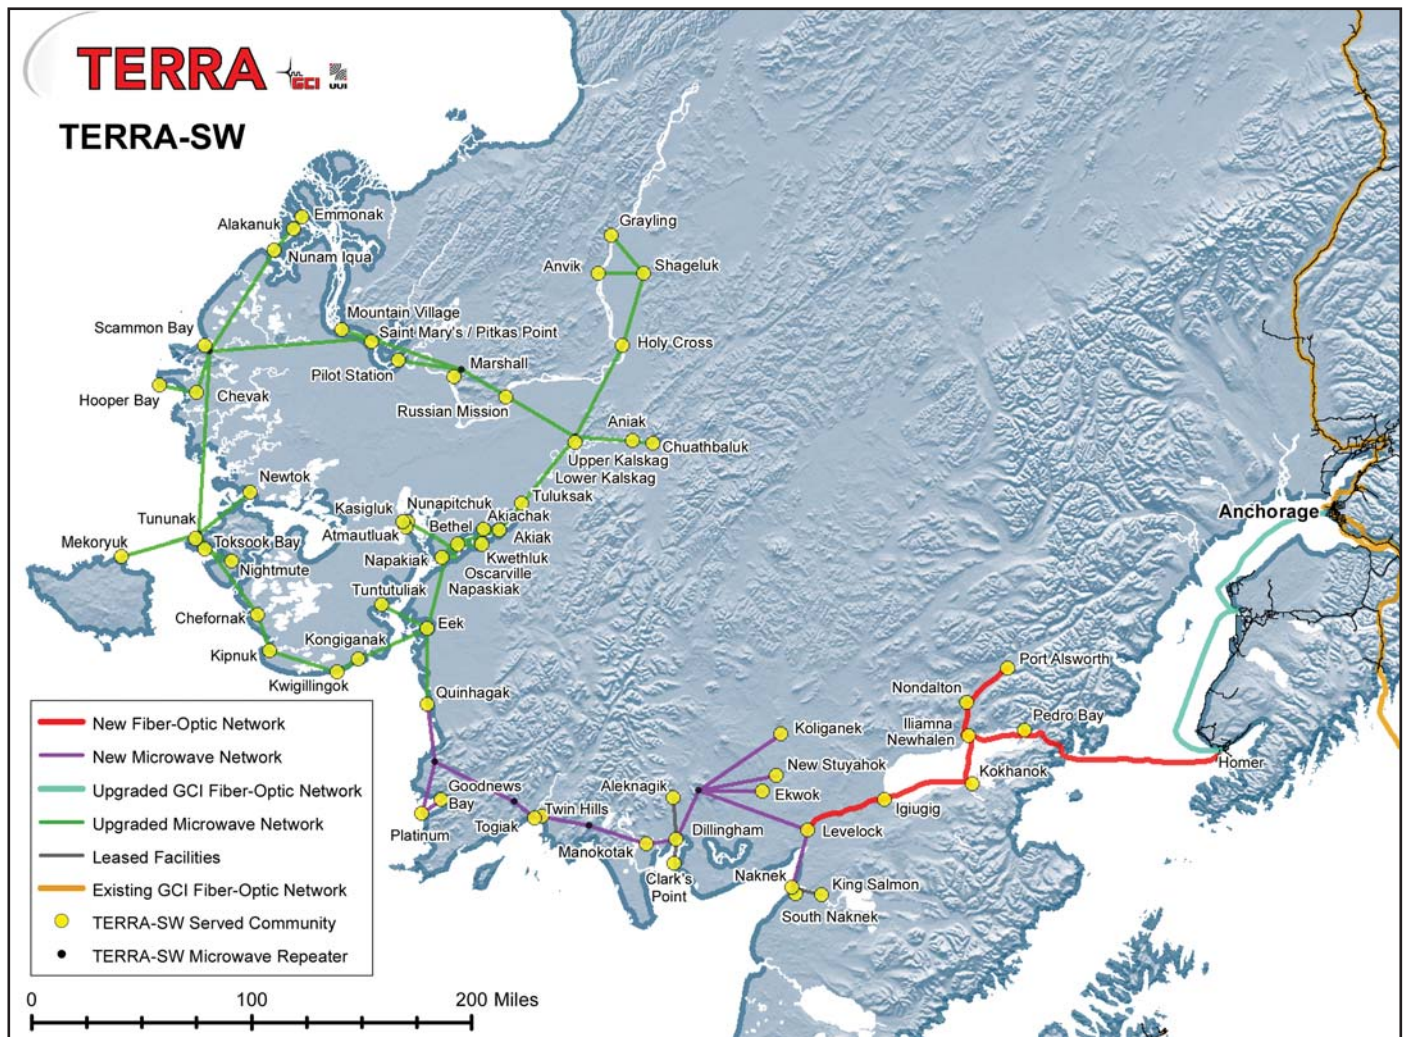 TERRA
GCI
UUI
TERRA-SW
Emmonak
Alakanuk
Nunam Iqua
Grayling
Anvik
Shageluk
Mountain Village
Scammon Bay
Saint Mary's / Pitkas Point
Holy Cross
Marshall
Pilot Station
Hooper Bay
Chevak
Russian Mission
Aniak
Chuathbaluk
Upper Kalskag
Lower Kalskag
Newtok
Nunapitchuk
Tuluksak
Kasigluk
Akiachak
Tununak
Bethel
Atmautluak
Akiak
Anchorage
Mekoryuk
Toksook Bay
Napakiak
Kwethluk
Nightmute
Oscarville
Tuntutuliak
Napaskiak
Chefornak
Eek
Kongiganak
Kipnuk
Kwigillingok
Port Alsworth
Quinhagak
Nondalton
Pedro Bay
Iliamna
Newhalen
Koliganek
Homer
New Stuyahok
Kokhanok
Goodnews
Bay
Aleknagik
Ekwok
Igiugig
Twin Hills
Platinum
Togiak
Dillingham
Levelock
Manokotak
Clark's
Point
Naknek
King Salmon
South Naknek
New Fiber-Optic Network
New Microwave Network
Upgraded GCI Fiber-Optic Network
Upgraded Microwave Network
Leased Facilities
Existing GCI Fiber-Optic Network
TERRA-SW Served Community
TERRA-SW Microwave Repeater
0 100 200 Miles